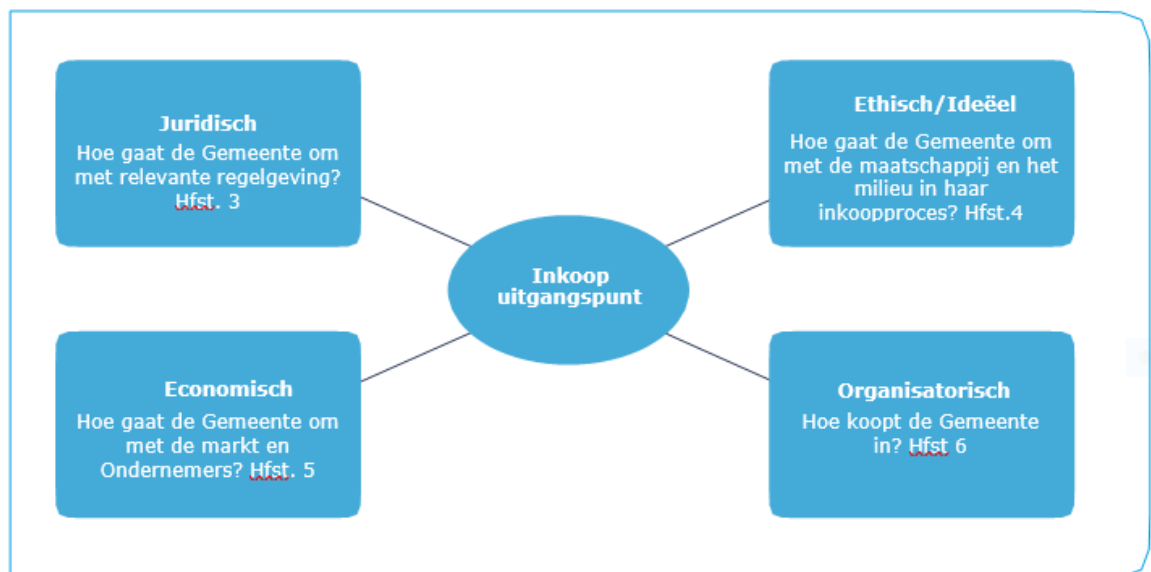 Juridisch
Hoe gaat de Gemeente om
met relevante regelgeving?
Hfst. 3
Ethisch/Ideëel
Hoe gaat de Gemeente om
met de maatschappij en het
milieu in haar
inkoopproces? Hfst.4
Inkoop
uitgangspunt
Economisch
Hoe gaat de Gemeente om
met de markt en
Ondernemers? Hfst. 5
Organisatorisch
Hoe koopt de Gemeente
in? Hfst 6